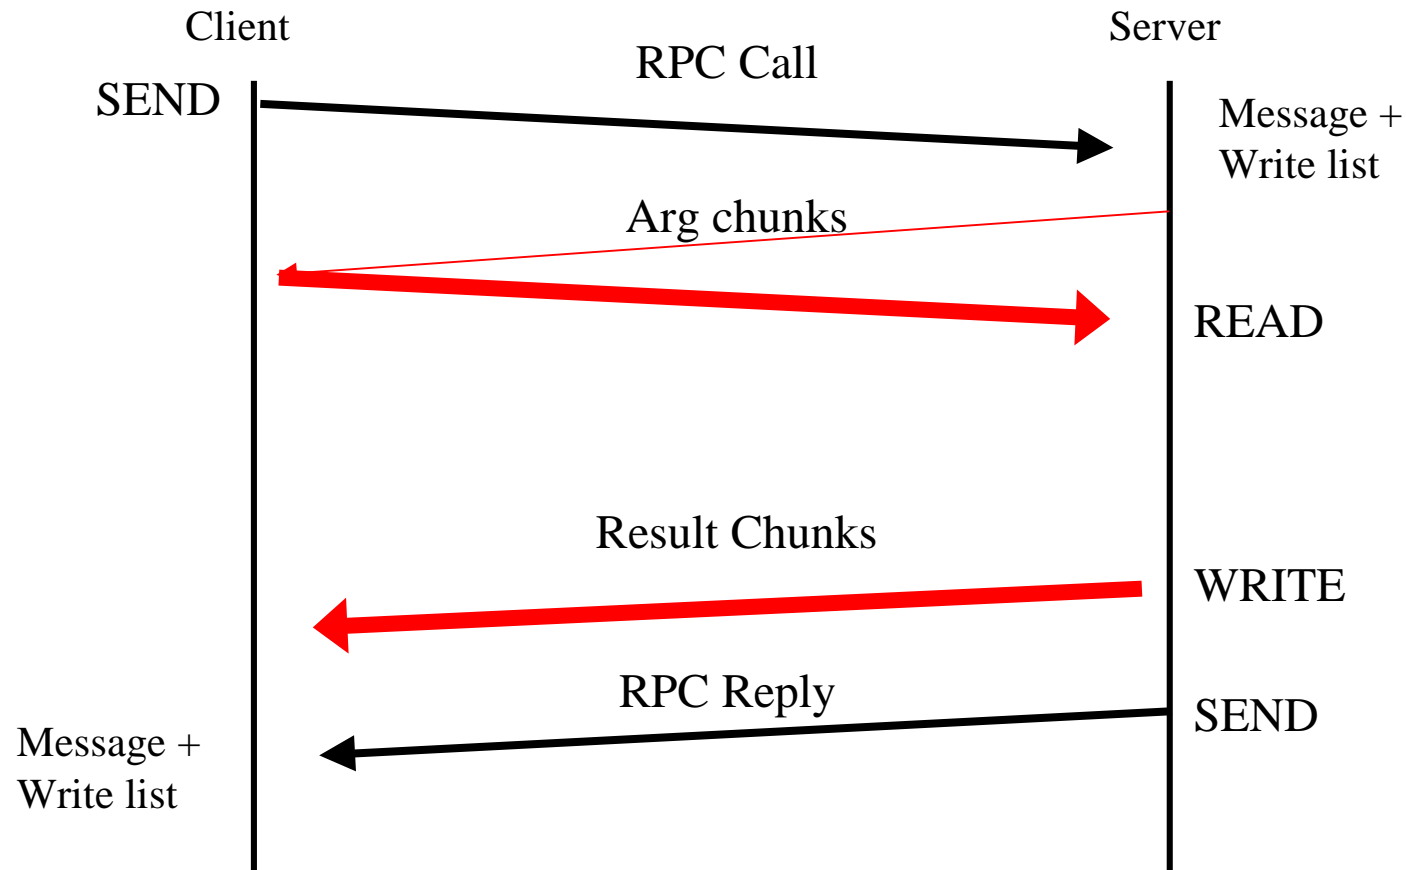 Client
Server
RPC Call
SEND
Message +
Write list
Arg chunks
READ
Result Chunks
WRITE
RPC Reply
SEND
Message +
Write list